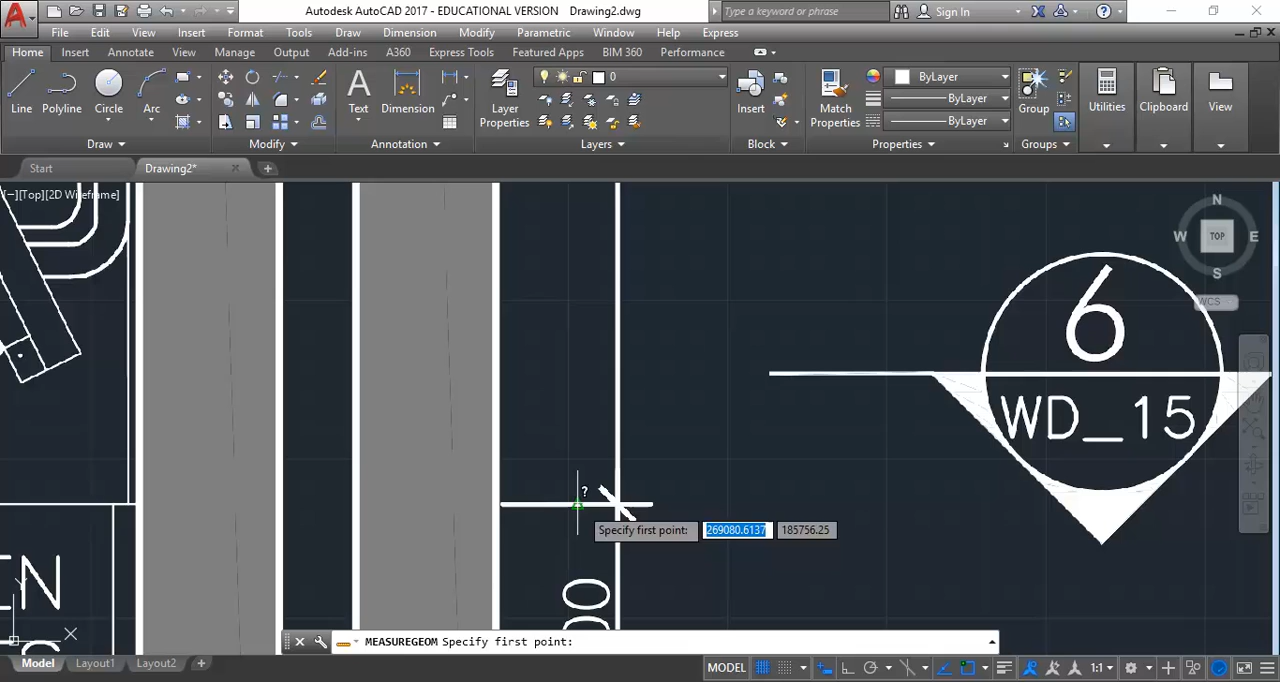 Autodesk AutoCAD 2017 - EDUCATIONAL VERSION Drawing2.dwg
Type a keyword or phrase
Sign In
File Edit View Insert Format Tools Draw Dimension Modify Parametric Window Help Express
Home Insert Annotate View Manage Output Add-ins A360 Express Tools Featured Apps BIM 360 Performance
0
ByLayer
ByLayer
ByLayer
Line Polyline Circle Arc
Text Dimension
Layer Properties
Insert
Match Properties
Group
Utilities
Clipboard
View
Draw Modify Annotation Layers Block Properties Groups
Start
Drawing2*
[−][Top][2D Wireframe]
N
W
TOP
E
S
WCS
6
WD_15
?
Specify first point: 269080.6137 185756.25
MEASUREGEOM Specify first point:
Model Layout1 Layout2 +
MODEL
1:1